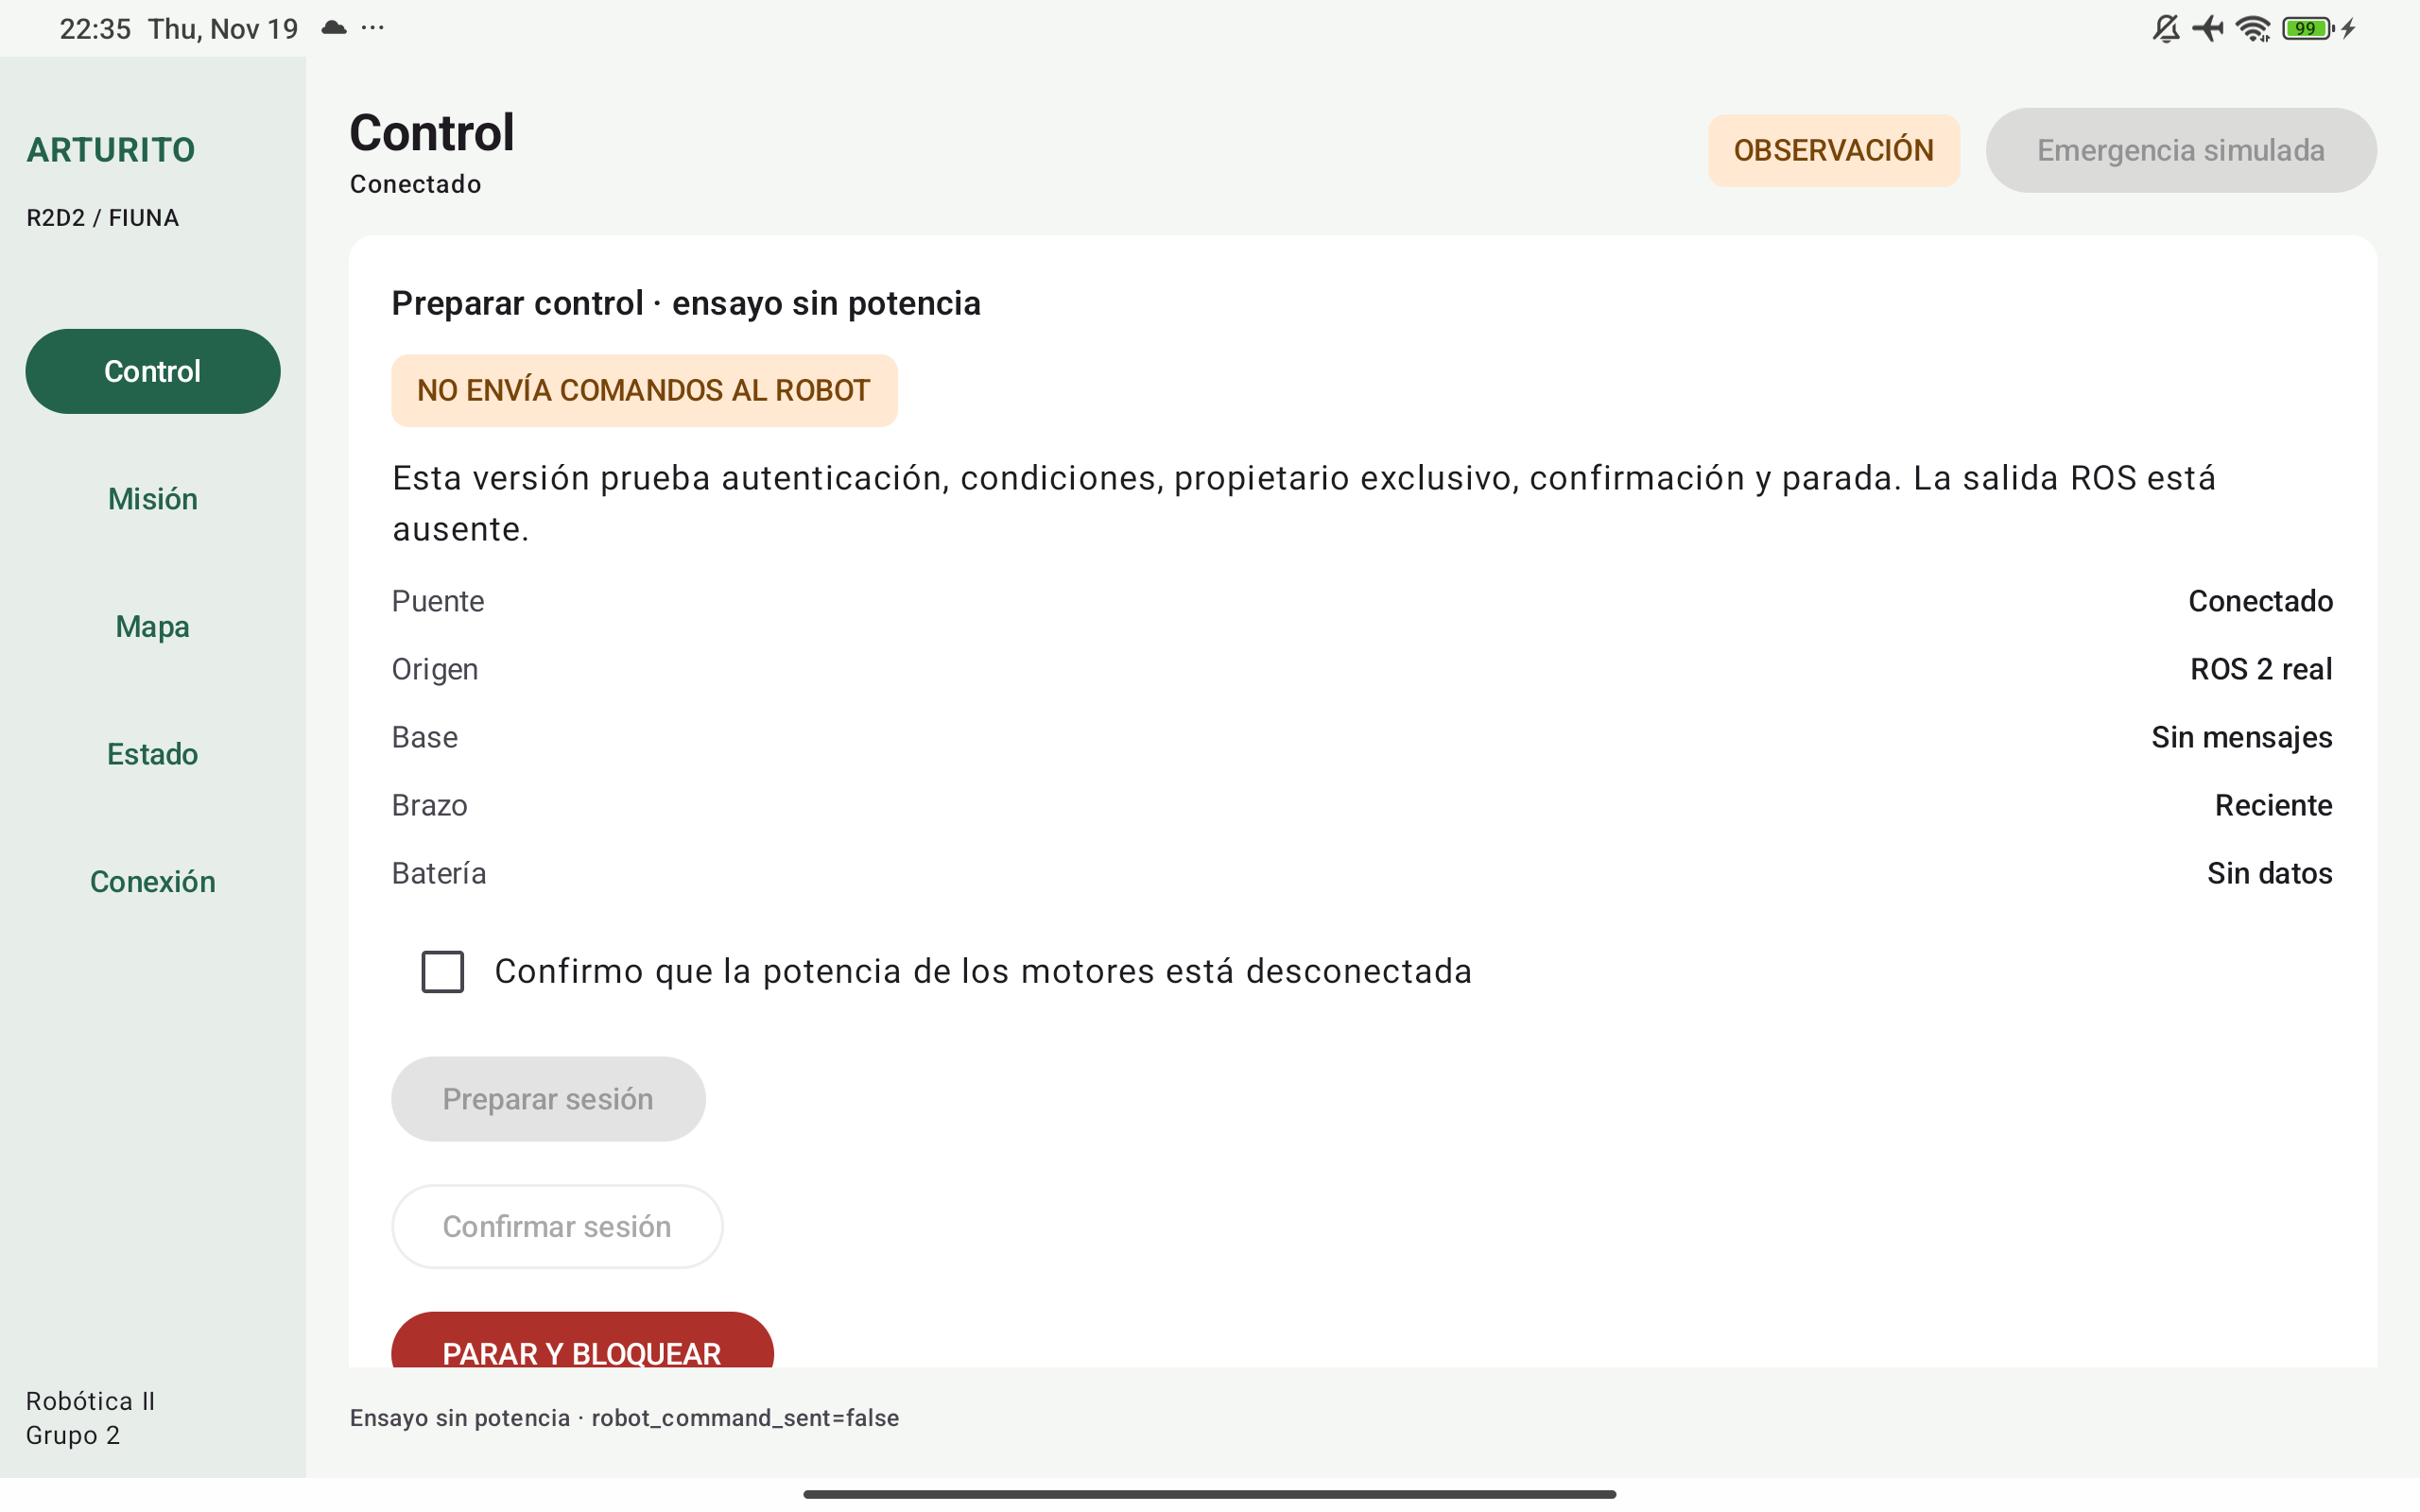 22:35 Thu, Nov 19 ...
99
ARTURITO
R2D2 / FIUNA
Control
Misión
Mapa
Estado
Conexión
Robótica II
Grupo 2
Control
Conectado
OBSERVACIÓN
Emergencia simulada
Preparar control · ensayo sin potencia
NO ENVÍA COMANDOS AL ROBOT
Esta versión prueba autenticación, condiciones, propietario exclusivo, confirmación y parada. La salida ROS está
ausente.
Puente Conectado
Origen ROS 2 real
Base Sin mensajes
Brazo Reciente
Batería Sin datos
Confirmo que la potencia de los motores está desconectada
Preparar sesión
Confirmar sesión
PARAR Y BLOQUEAR
Ensayo sin potencia · robot_command_sent=false